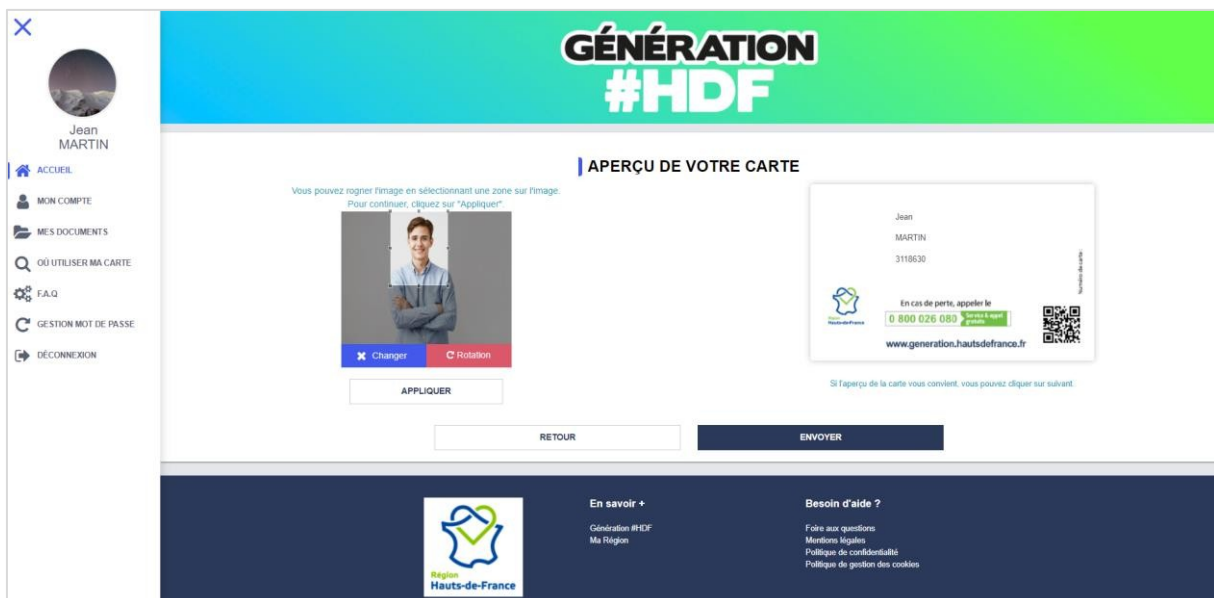 GÉNÉRATION
#HDF
Jean
MARTIN
ACCUEIL
MON COMPTE
MES DOCUMENTS
OÙ UTILISER MA CARTE
F.A.Q
GESTION MOT DE PASSE
DÉCONNEXION
APERÇU DE VOTRE CARTE
Vous pouvez rogner l'image en sélectionnant une zone sur l'image.
Pour continuer, cliquez sur "Appliquer".
Changer
Rotation
APPLIQUER
Jean
MARTIN
3118630
Numéro de carte :
Région
Hauts-de-France
En cas de perte, appeler le
0 800 026 080 Service & appel
gratuits
www.generation.hautsdefrance.fr
Si l'aperçu de la carte vous convient, vous pouvez cliquer sur suivant.
RETOUR
ENVOYER
Région
Hauts-de-France
En savoir +
Génération #HDF
Ma Région
Besoin d'aide ?
Foire aux questions
Mentions légales
Politique de confidentialité
Politique de gestion des cookies